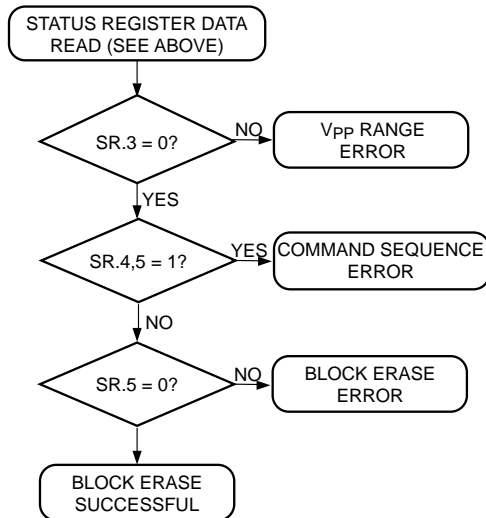 STATUS REGISTER DATA
READ (SEE ABOVE)
SR.3 = 0?
NO
VPP RANGE
ERROR
YES
SR.4,5 = 1?
YES
COMMAND SEQUENCE
ERROR
NO
SR.5 = 0?
NO
BLOCK ERASE
ERROR
BLOCK ERASE
SUCCESSFUL